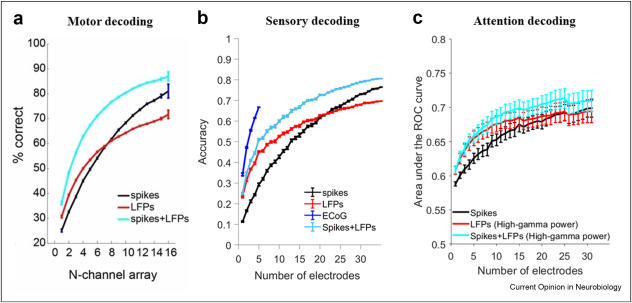 a
Motor decoding
100
90
80
70
60
50
40
30
20
% correct
0 2 4 6 8 10 12 14 16
N-channel array
spikes
LFPs
spikes+LFPs
b
Sensory decoding
1
0.9
0.8
0.7
0.6
0.5
0.4
0.3
0.2
0.1
0
Accuracy
0 5 10 15 20 25 30
Number of electrodes
spikes
LFPs
ECoG
Spikes+LFPs
c
Attention decoding
0.8
0.7
0.6
0.5
Area under the ROC curve
0 5 10 15 20 25 30
Number of electrodes
Spikes
LFPs (High-gamma power)
Spikes+LFPs (High-gamma power)
Current Opinion in Neurobiology